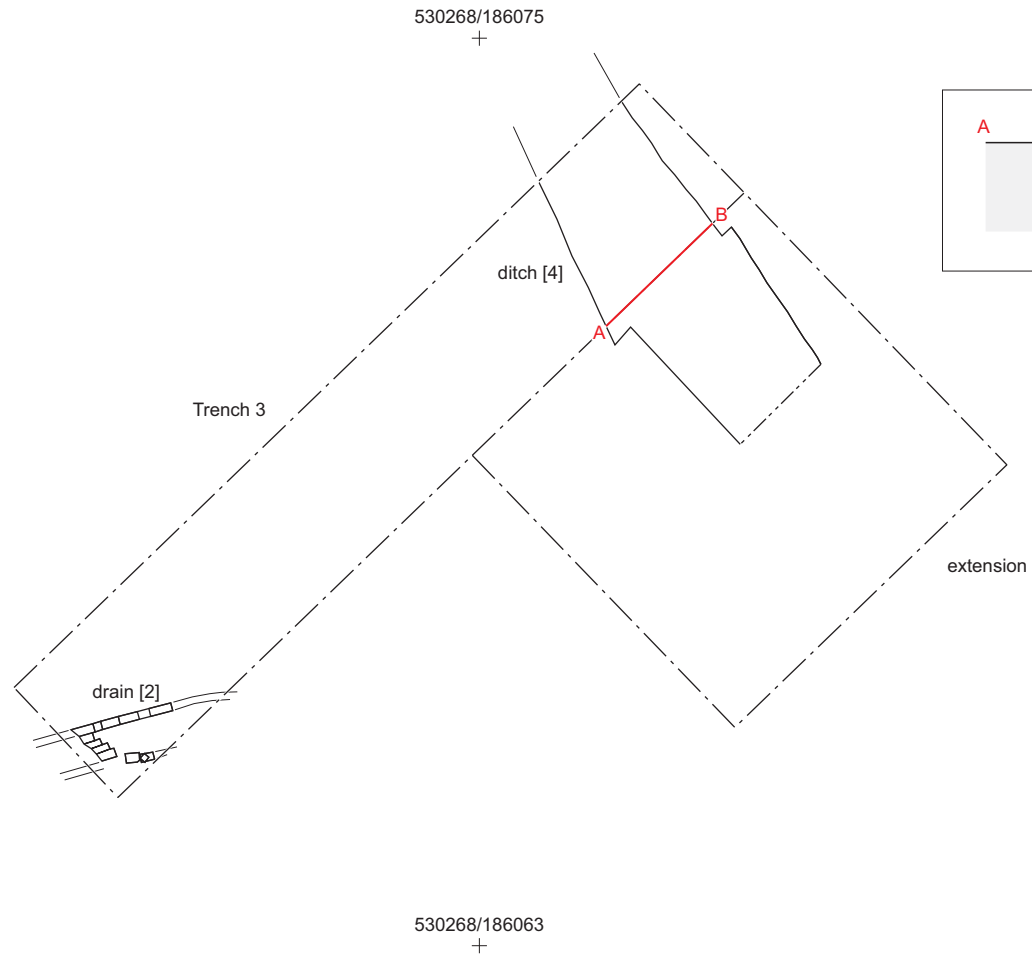 530268/186075
A
B
ditch [4]
A
Trench 3
extension
drain [2]
530268/186063